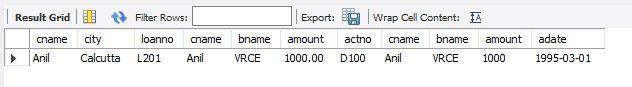 Result Grid Filter Rows: Export: Wrap Cell Content: IA
cname city loanno cname bname amount actno cname bname amount adate
Anil Calcutta L201 Anil VRCE 1000.00 D100 Anil VRCE 1000 1995-03-01